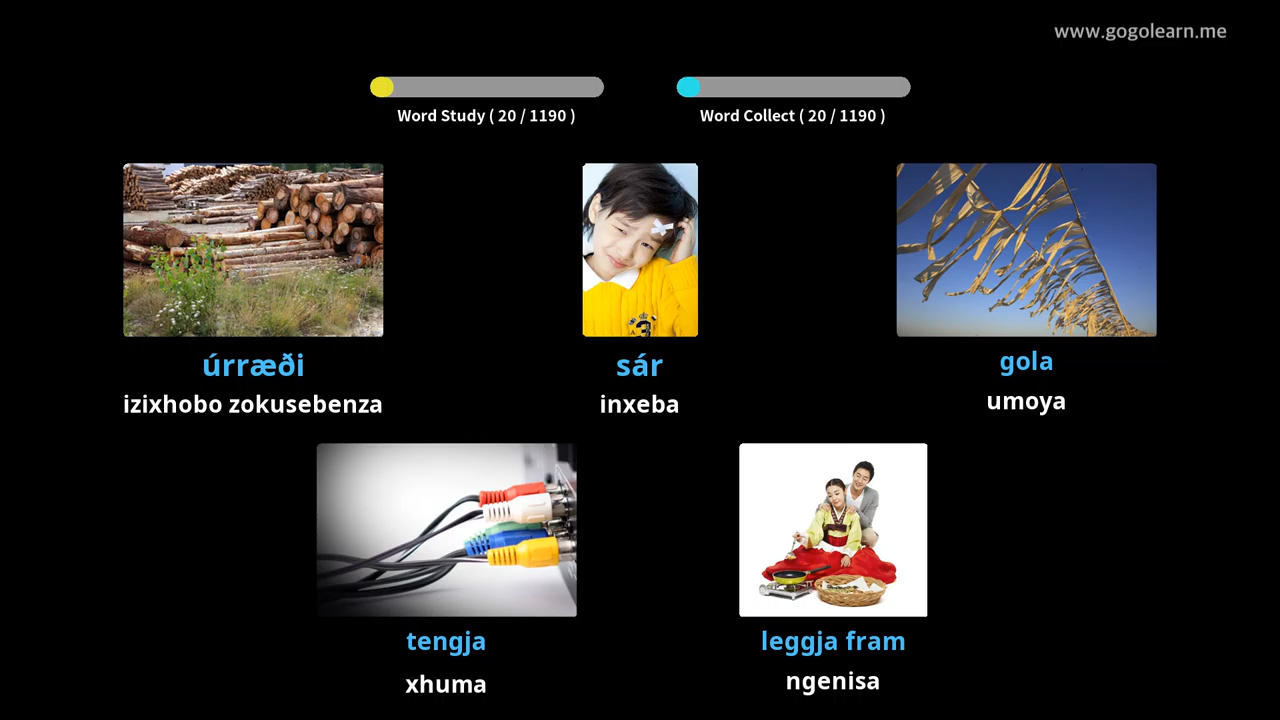 www.gogolearn.me
Word Study ( 20 / 1190 )
Word Collect ( 20 / 1190 )
úrræði
izixhobo zokusebenza
sár
inxeba
gola
umoya
3
tengja
xhuma
leggja fram
ngenisa